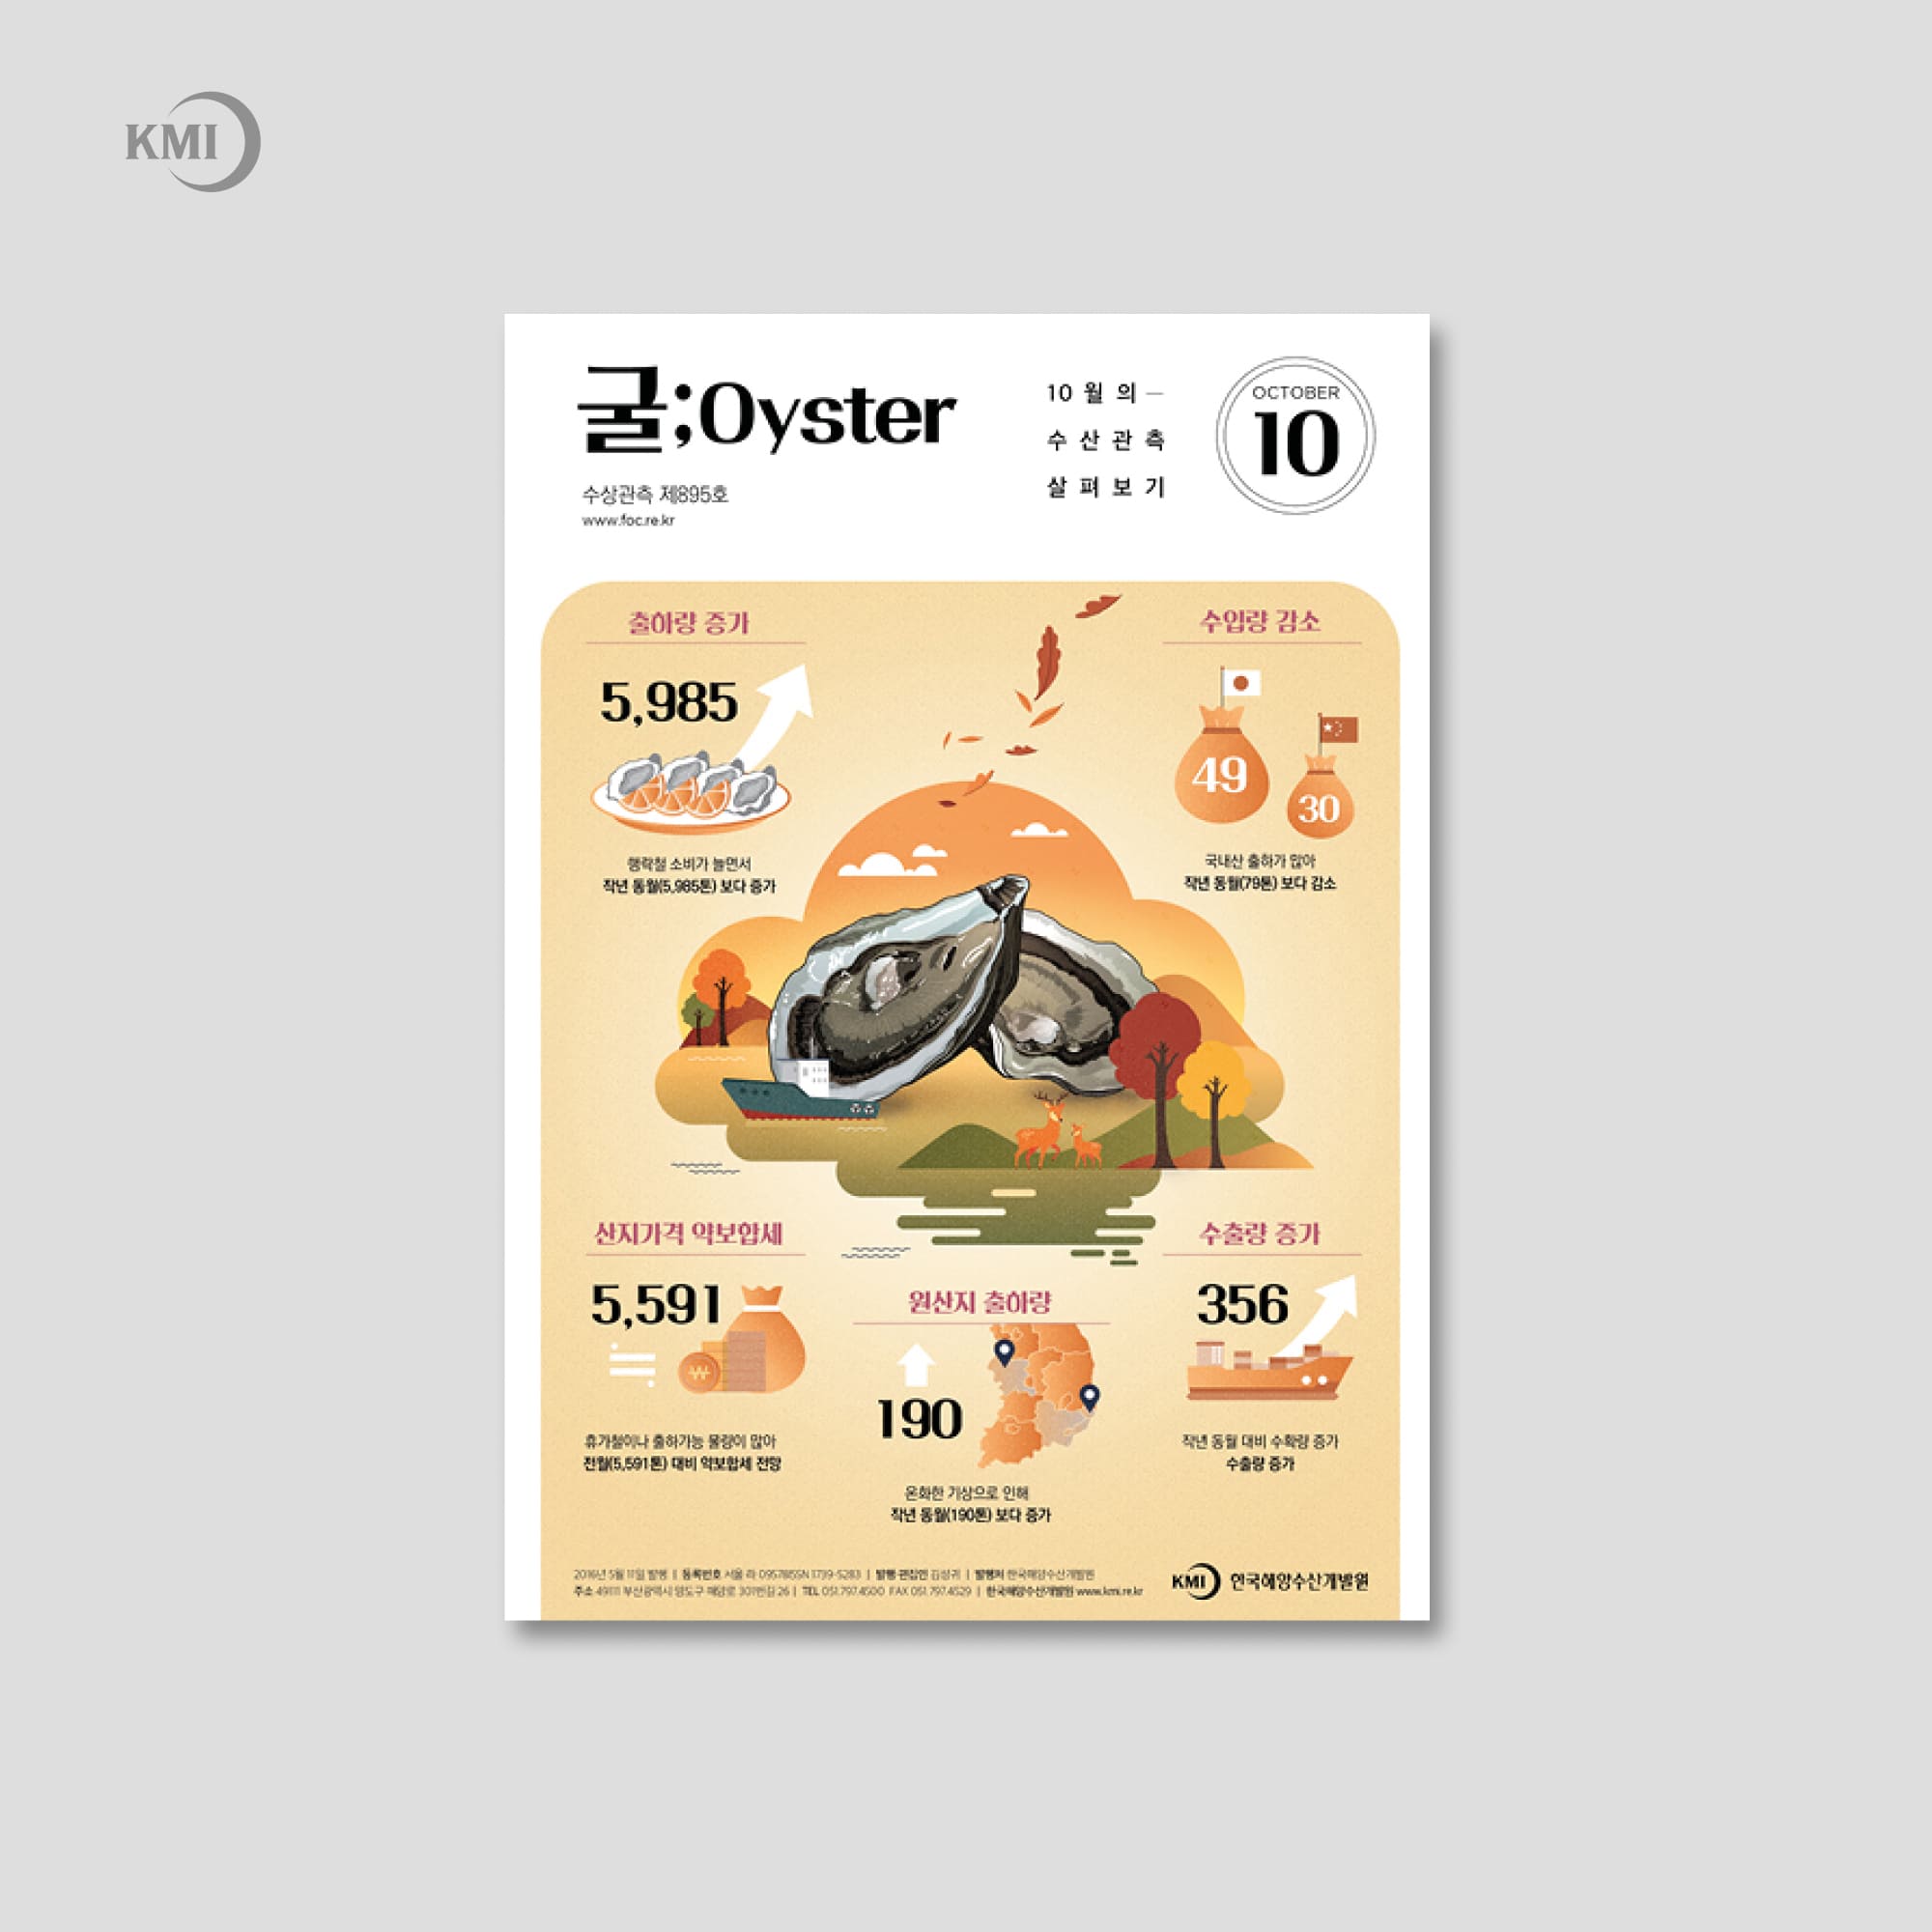 KMI
굴;Oyster
수상관측 제895호
www.foc.re.kr
10월의—
수산관측
살펴보기
OCTOBER
10
출하량 증가
5,985
행락철 소비가 늘면서
작년 동월(5,985톤) 보다 증가
수입량 감소
49
30
국내산 출하가 많아
작년 동월(79톤) 보다 감소
산지가격 약보합세
5,591
₩
휴가철이나 출하가능 물량이 많아
전월(5,591톤) 대비 약보합세 전망
원산지 출하량
190
온화한 기상으로 인해
작년 동월(190톤) 보다 증가
수출량 증가
356
작년 동월 대비 수확량 증가
수출량 증가
2016년 5월 11일 발행 || 등록번호 서울 라 09578ISSN 1739-5283 | 발행·편집인 김성귀 | 발행처 한국해양수산개발원
주소 49111 부산광역시 영도구 해양로 301번길 26 | TEL 051.797.4500 FAX 051.797.4529 | 한국해양수산개발원 www.kmi.re.kr
KMI 한국해양수산개발원